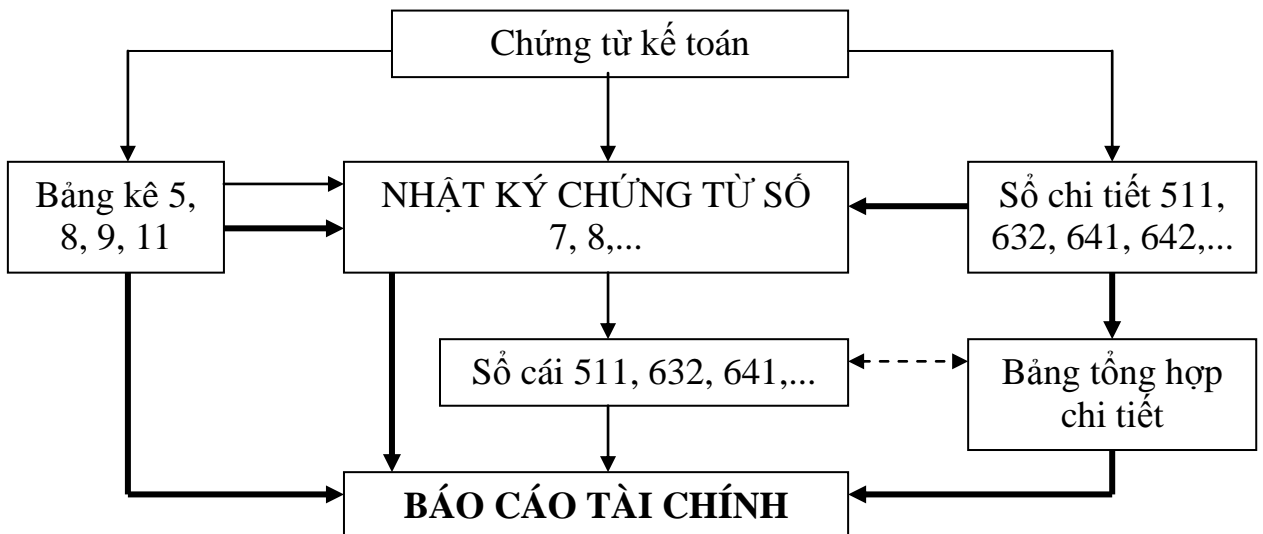 Chứng từ kế toán
Bảng kê 5,
8, 9, 11
NHẬT KÝ CHỨNG TỪ SỐ
7, 8,...
Sổ chi tiết 511,
632, 641, 642,...
Sổ cái 511, 632, 641,...
Bảng tổng hợp
chi tiết
BÁO CÁO TÀI CHÍNH